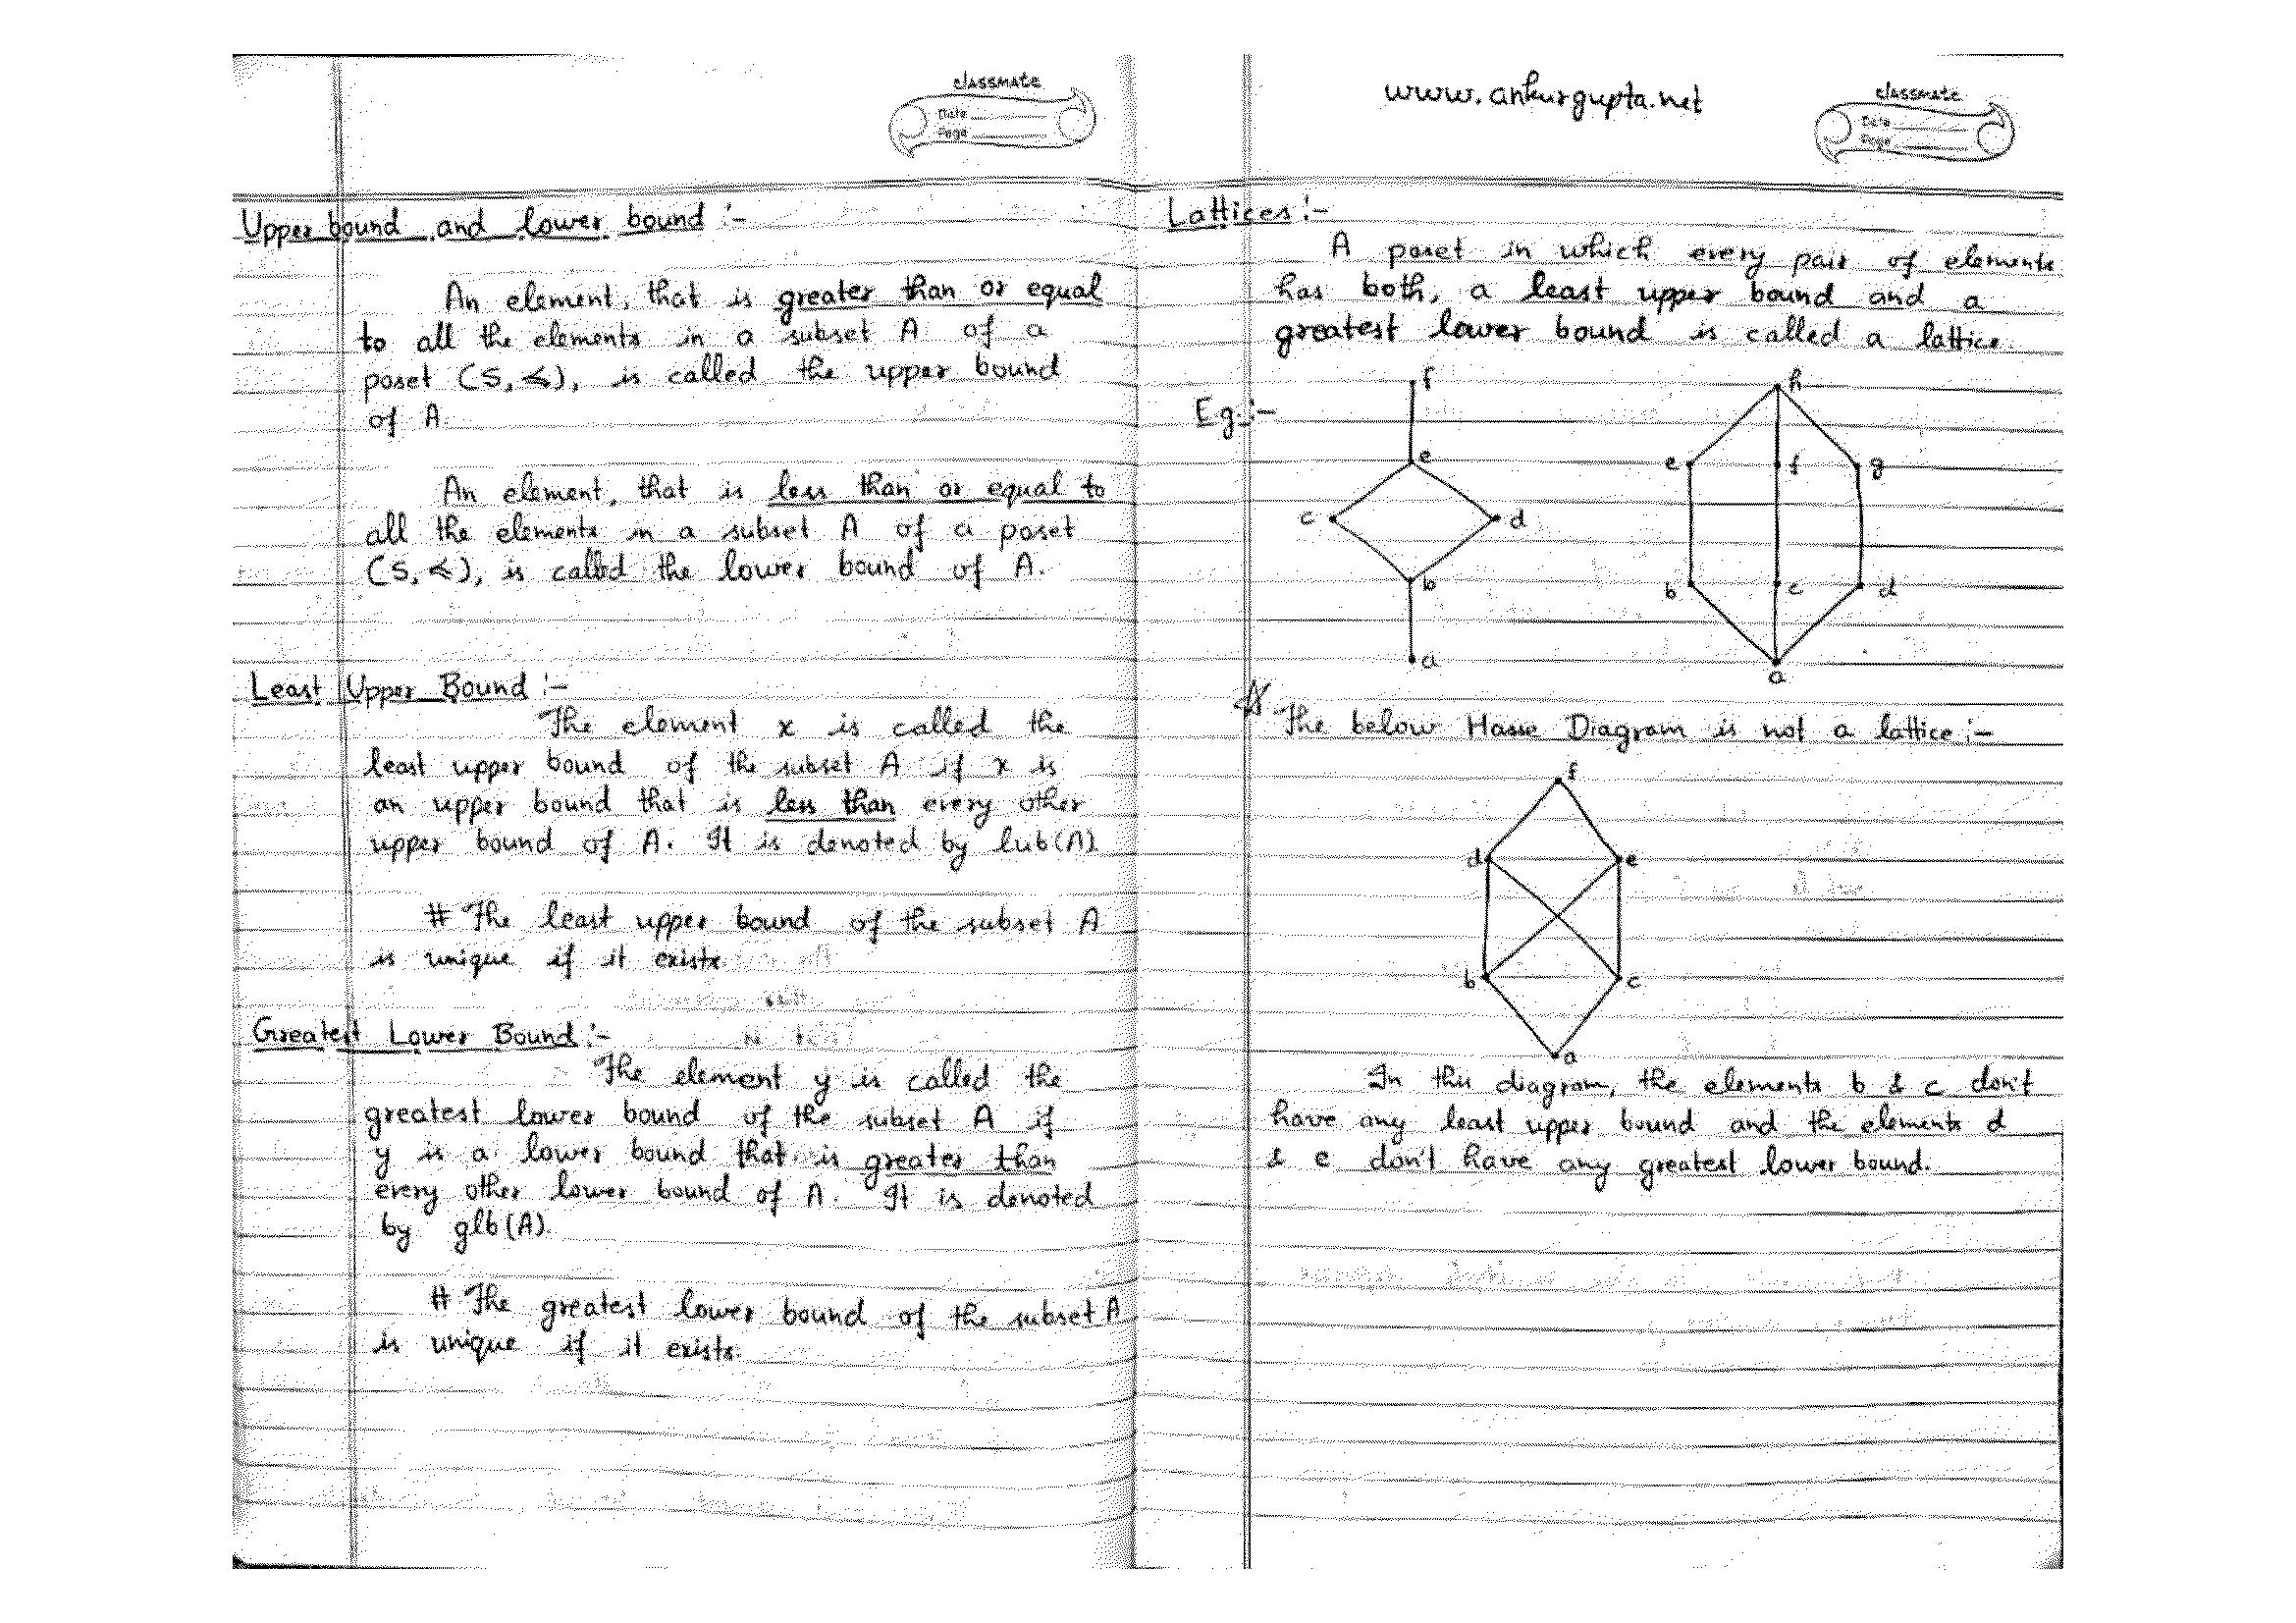 classmate
Date
Page
Upper bound and lower bound :-
An element, that is greater than or equal
to all the elements in a subset A of a
poset (S, ≼), is called the upper bound
of A.
An element, that is less than or equal to
all the elements in a subset A of a poset
(S, ≼), is called the lower bound of A.
Least Upper Bound :-
The element x is called the
least upper bound of the subset A if x is
an upper bound that is less than every other
upper bound of A. It is denoted by lub(A)
# The least upper bound of the subset A
is unique if it exists
Greatest Lower Bound :-
The element y is called the
greatest lower bound of the subset A if
y is a lower bound that is greater than
every other lower bound of A. It is denoted
by glb(A).
# The greatest lower bound of the subset A
is unique if it exists.
www.ankurgupta.net
classmate
Date
Page
Lattices :-
A poset in which every pair of elements
has both, a least upper bound and a
greatest lower bound is called a lattice.
Eg.:-
f
e
c d
b
a
h
e f g
b c d
a
The below Hasse Diagram is not a lattice :-
f
d e
b c
a
In this diagram, the elements b & c don't
have any least upper bound and the elements d
& e don't have any greatest lower bound.